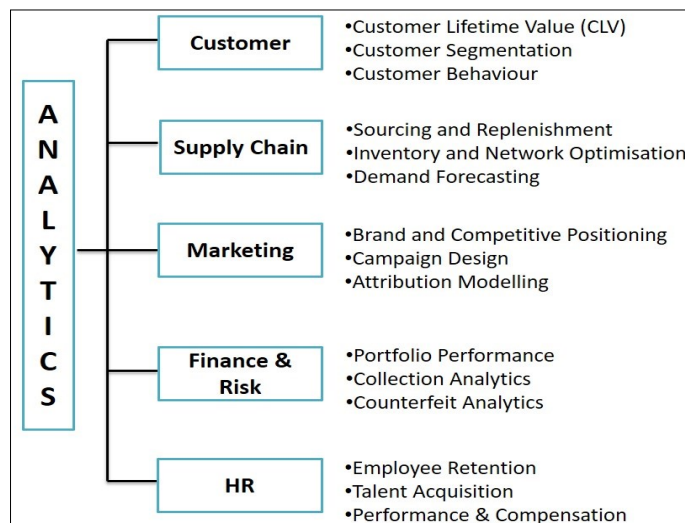 ANALYTICS
Customer
•Customer Lifetime Value (CLV)
•Customer Segmentation
•Customer Behaviour
Supply Chain
•Sourcing and Replenishment
•Inventory and Network Optimisation
•Demand Forecasting
Marketing
•Brand and Competitive Positioning
•Campaign Design
•Attribution Modelling
Finance &
Risk
•Portfolio Performance
•Collection Analytics
•Counterfeit Analytics
HR
•Employee Retention
•Talent Acquisition
•Performance & Compensation